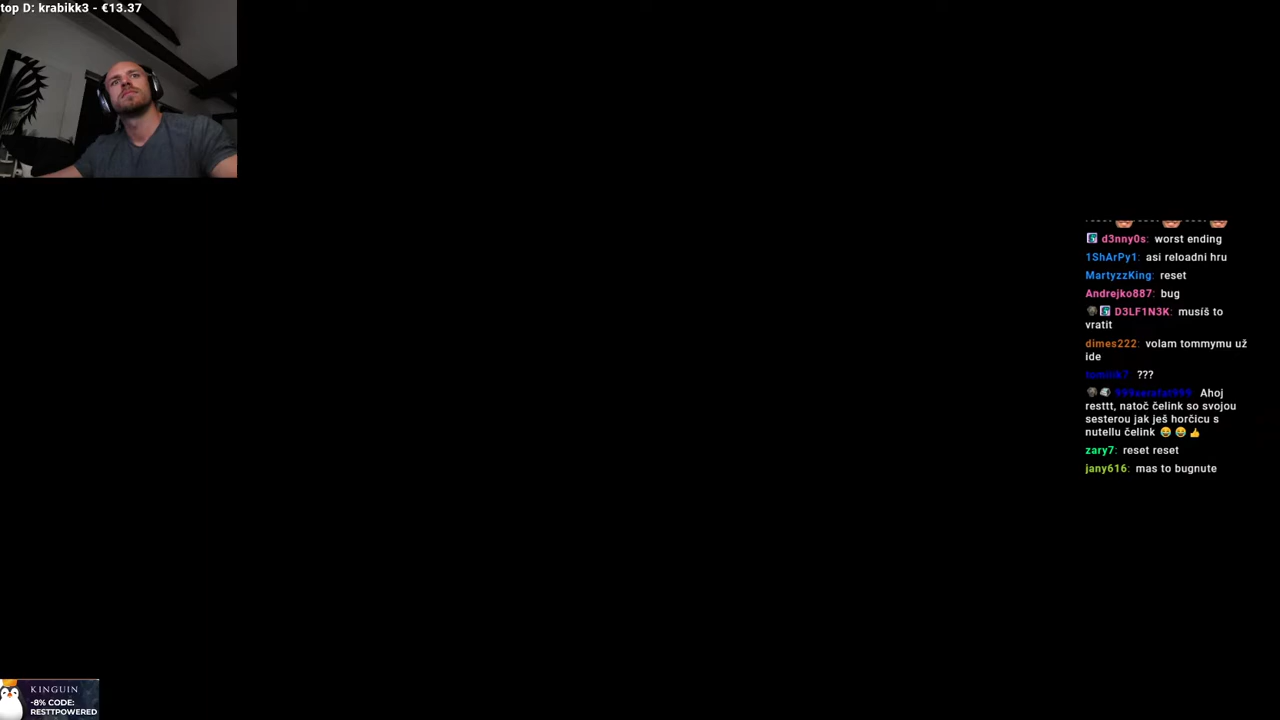 top D: krabikk3 - €13.37
d3nny0s: worst ending
1ShArPy1: asi reloadni hru
MartyzzKing: reset
Andrejko887: bug
D3LF1N3K: musíš to
vratit
dimes222: volam tommymu už
ide
???
Ahoj
resttt, natoč čelink so svojou
sesterou jak ješ horčicu s
nutellu čelink 😂 😂 👍
zary7: reset reset
jany616: mas to bugnute
KINGUIN
-8% CODE:
RESTTPOWERED